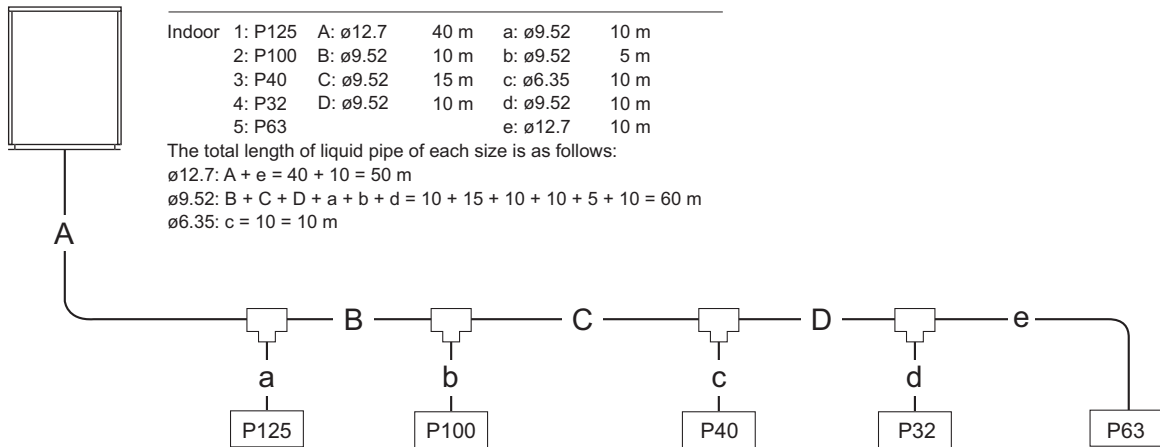 Indoor 1: P125 A: ø12.7 40 m a: ø9.52 10 m
2: P100 B: ø9.52 10 m b: ø9.52 5 m
3: P40 C: ø9.52 15 m c: ø6.35 10 m
4: P32 D: ø9.52 10 m d: ø9.52 10 m
5: P63 e: ø12.7 10 m
The total length of liquid pipe of each size is as follows:
ø12.7: A + e = 40 + 10 = 50 m
ø9.52: B + C + D + a + b + d = 10 + 15 + 10 + 10 + 5 + 10 = 60 m
ø6.35: c = 10 = 10 m
A
B C D e
a b c d
P125 P100 P40 P32 P63